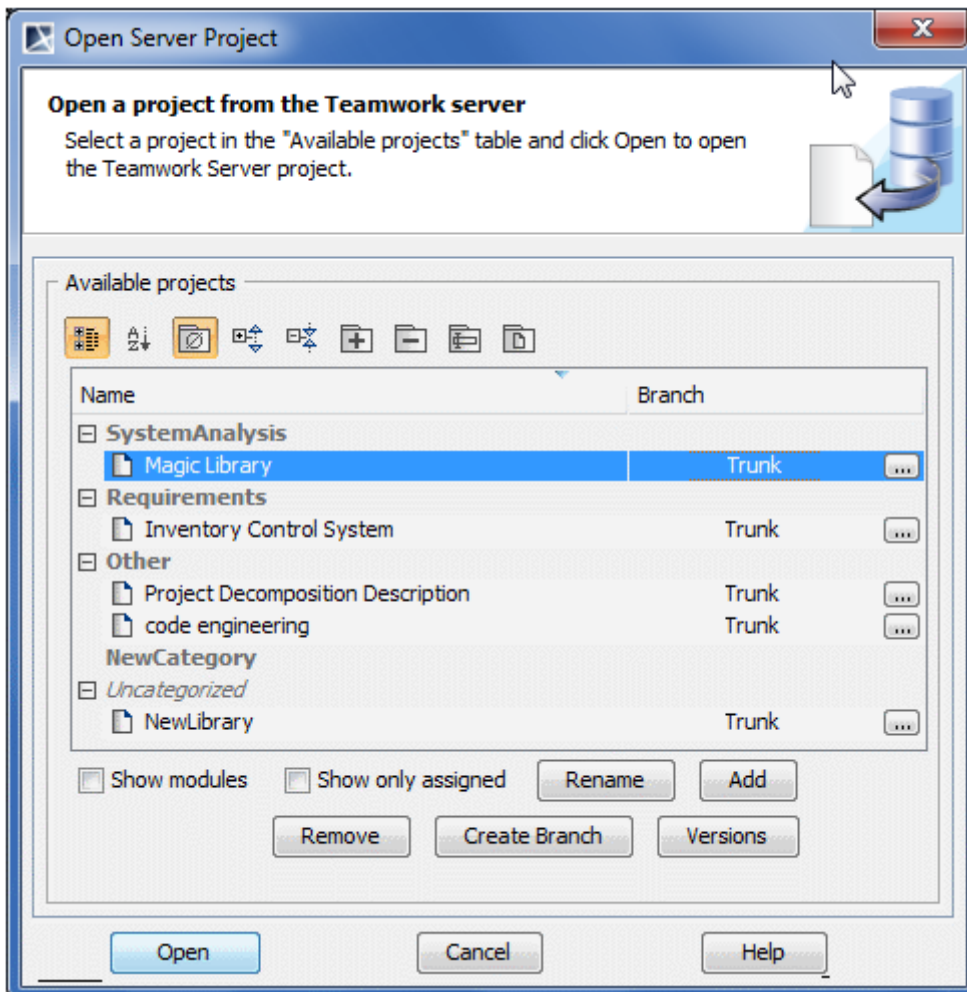 Open Server Project
Open a project from the Teamwork server
Select a project in the "Available projects" table and click Open to open
the Teamwork Server project.
Available projects
Name Branch
SystemAnalysis
Magic Library Trunk ...
Requirements
Inventory Control System Trunk ...
Other
Project Decomposition Description Trunk ...
code engineering Trunk ...
NewCategory
Uncategorized
NewLibrary Trunk ...
Show modules Show only assigned Rename Add
Remove Create Branch Versions
Open Cancel Help